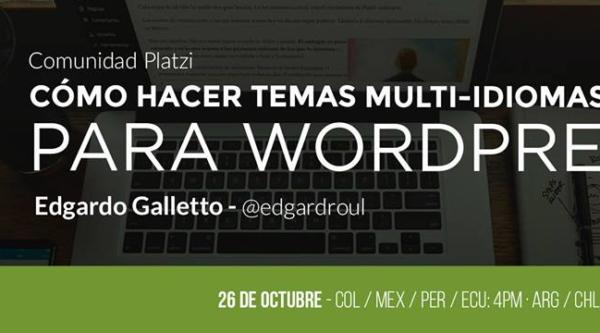 Comunidad Platzi
CÓMO HACER TEMAS MULTI-IDIOMAS
PARA WORDPRE
Edgardo Galletto - @edgardroul
26 DE OCTUBRE - COL / MEX / PER / ECU: 4PM · ARG / CHL